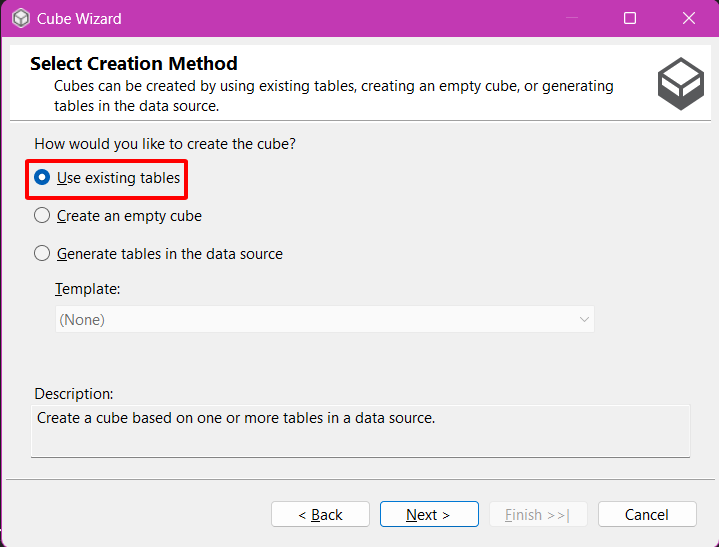 Cube Wizard
Select Creation Method
Cubes can be created by using existing tables, creating an empty cube, or generating
tables in the data source.
How would you like to create the cube?
Use existing tables
Create an empty cube
Generate tables in the data source
Template:
(None)
Description:
Create a cube based on one or more tables in a data source.
< Back
Next >
Finish >>|
Cancel